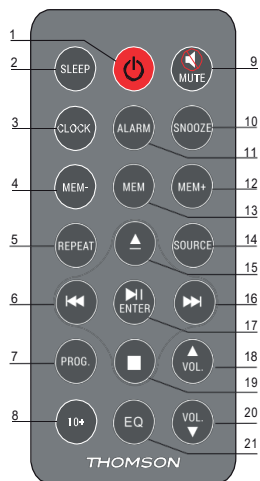 1
2 SLEEP MUTE 9
3 CLOCK ALARM SNOOZE 10
11
4 MEM- MEM MEM+ 12
13
5 REPEAT SOURCE 14
15
6 ENTER 16
17
7 PROG. VOL. 18
19
8 10+ EQ VOL. 20
21
THOMSON